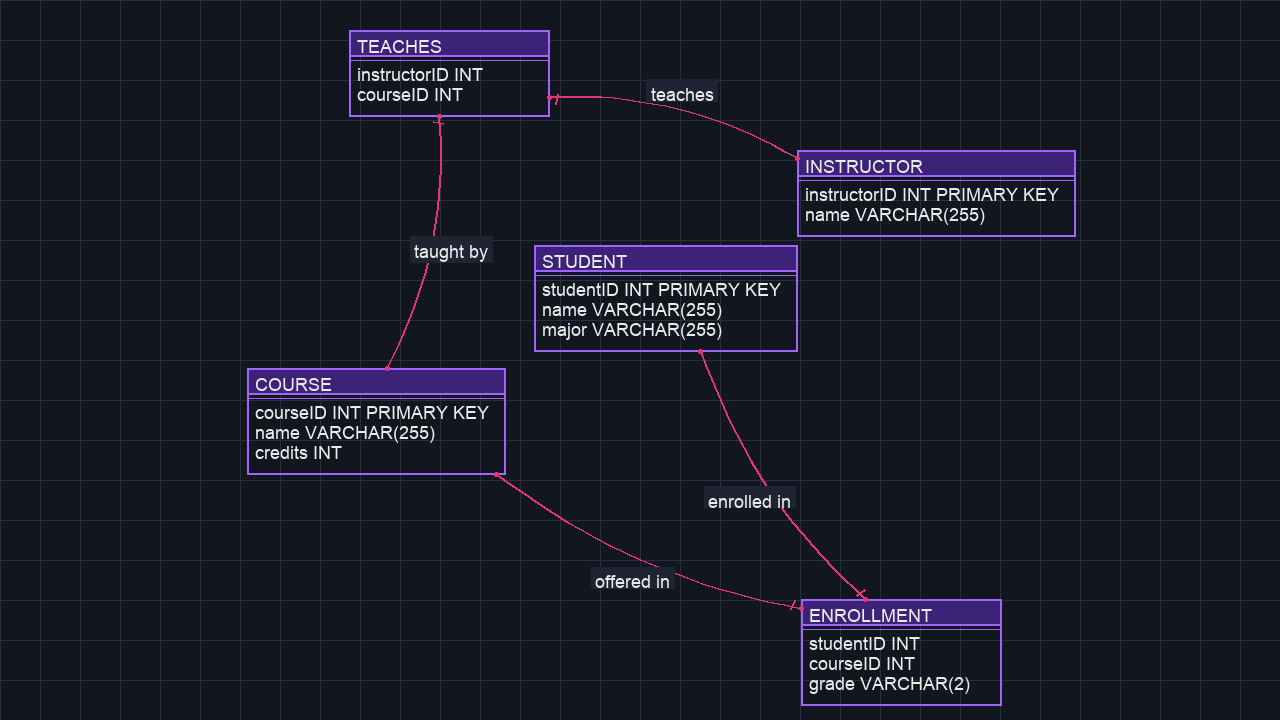 TEACHES
instructorID INT
courseID INT
teaches
INSTRUCTOR
instructorID INT PRIMARY KEY
name VARCHAR(255)
taught by
STUDENT
studentID INT PRIMARY KEY
name VARCHAR(255)
major VARCHAR(255)
COURSE
courseID INT PRIMARY KEY
name VARCHAR(255)
credits INT
enrolled in
offered in
ENROLLMENT
studentID INT
courseID INT
grade VARCHAR(2)